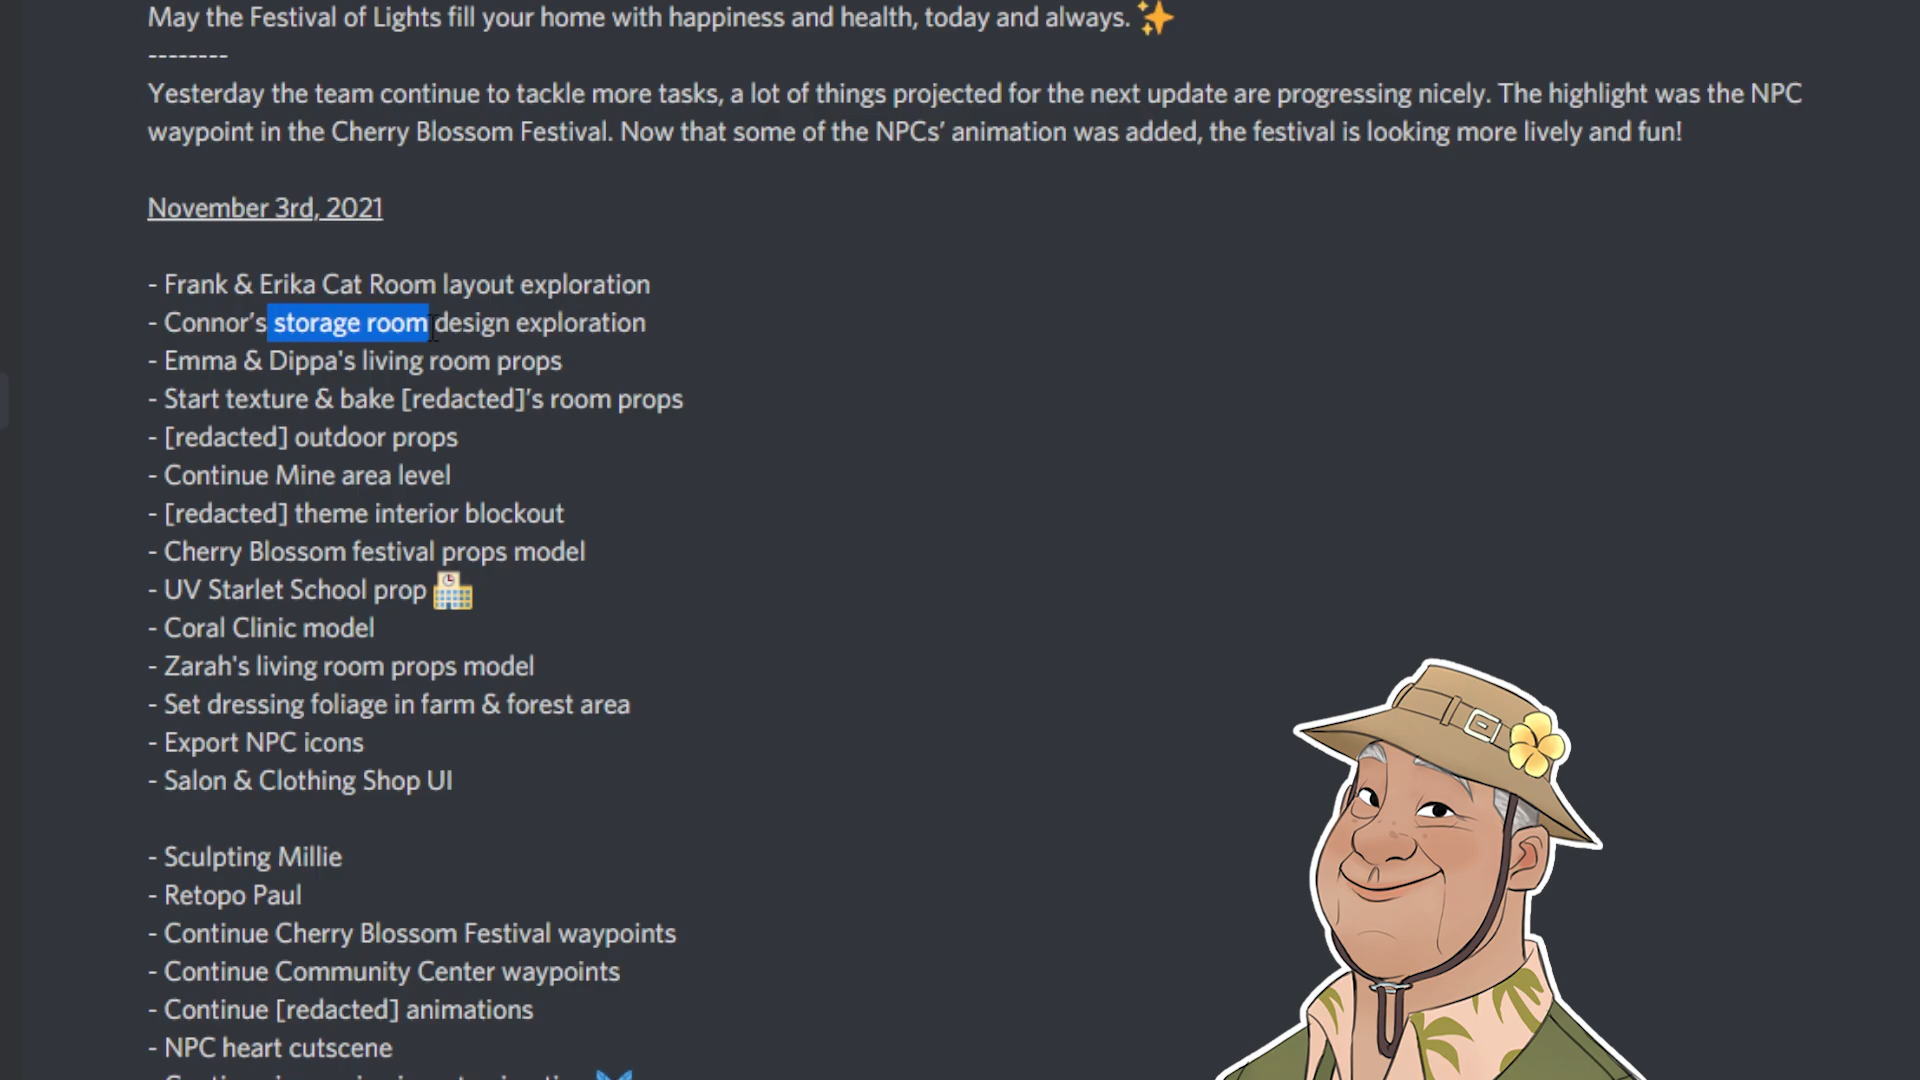 May the Festival of Lights fill your home with happiness and health, today and always. ✨
--------
Yesterday the team continue to tackle more tasks, a lot of things projected for the next update are progressing nicely. The highlight was the NPC
waypoint in the Cherry Blossom Festival. Now that some of the NPCs’ animation was added, the festival is looking more lively and fun!
November 3rd, 2021
- Frank & Erika Cat Room layout exploration
- Connor’s storage room design exploration
- Emma & Dippa's living room props
- Start texture & bake [redacted]'s room props
- [redacted] outdoor props
- Continue Mine area level
- [redacted] theme interior blockout
- Cherry Blossom festival props model
- UV Starlet School prop 🏫
- Coral Clinic model
- Zarah's living room props model
- Set dressing foliage in farm & forest area
- Export NPC icons
- Salon & Clothing Shop UI
- Sculpting Millie
- Retopo Paul
- Continue Cherry Blossom Festival waypoints
- Continue Community Center waypoints
- Continue [redacted] animations
- NPC heart cutscene